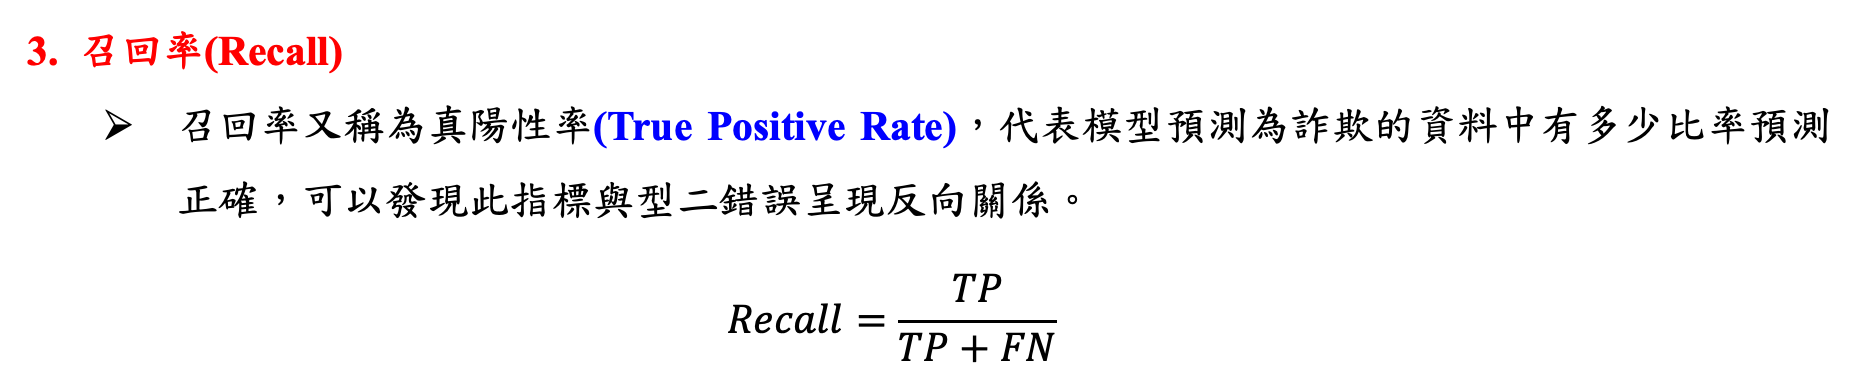 3. 召回率(Recall)
➢ 召回率又稱為真陽性率(True Positive Rate)，代表模型預測為詐欺的資料中有多少比率預測
正確，可以發現此指標與型二錯誤呈現反向關係。
Recall = TP / (TP + FN)